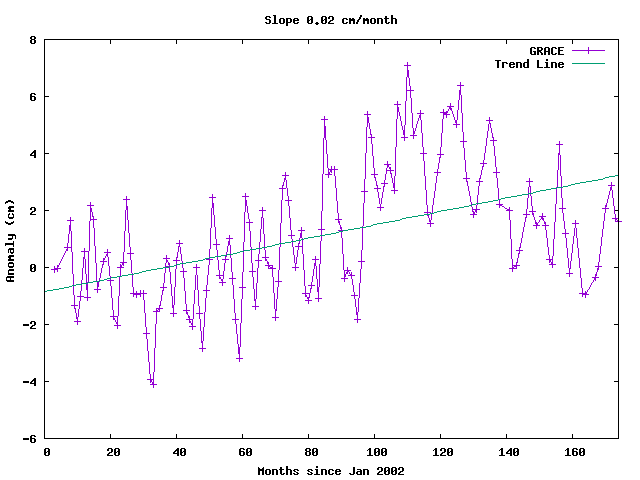 Slope 0.02 cm/month
GRACE
Trend Line
Anomaly (cm)
8
6
4
2
0
-2
-4
-6
0 20 40 60 80 100 120 140 160
Months since Jan 2002